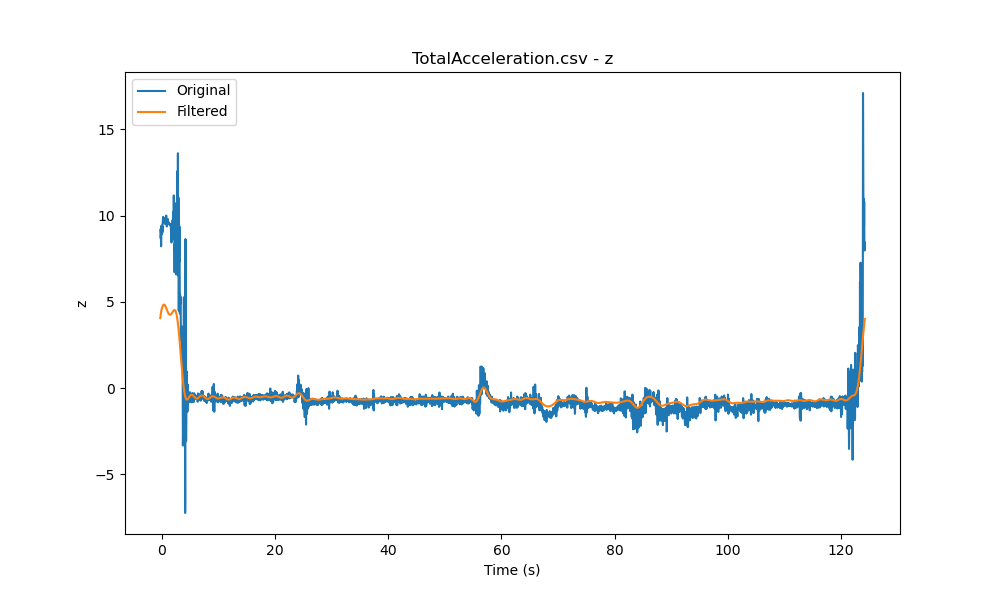 TotalAcceleration.csv - z
Original
Filtered
15
10
5
0
−5
z
0 20 40 60 80 100 120
Time (s)